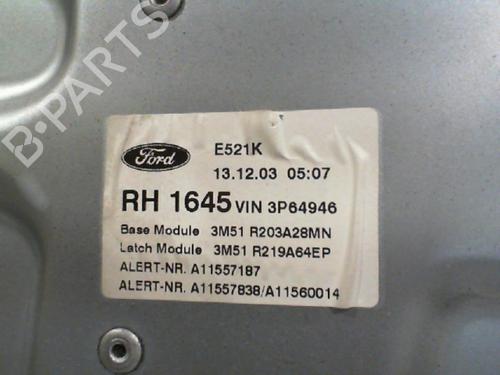 B-PARTS
Ford
E521K
13.12.03 05:07
RH 1645 VIN 3P64946
Base Module 3M51 R203A28MN
Latch Module 3M51 R219A64EP
ALERT-NR. A11557187
ALERT-NR. A11557838/A11560014